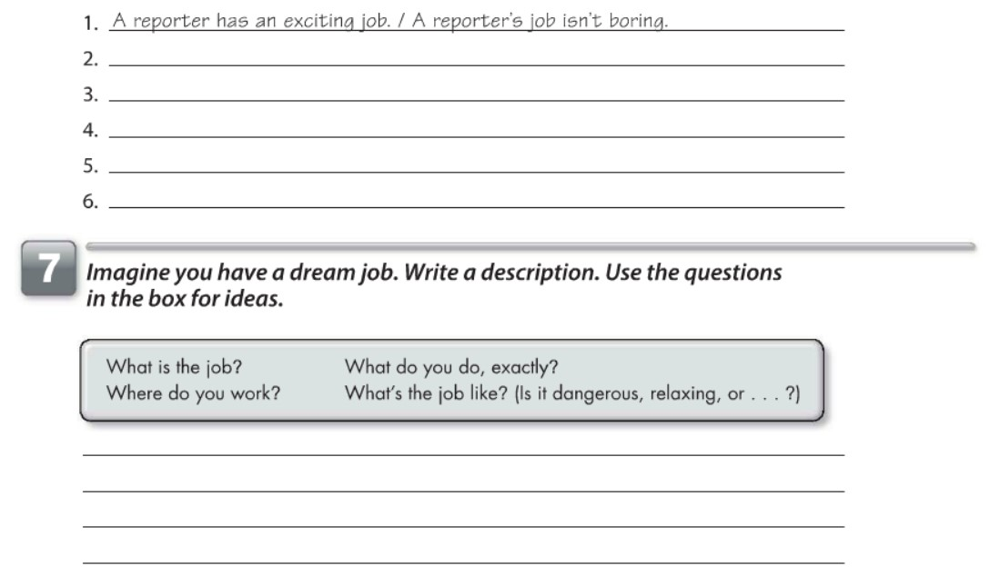 1. A reporter has an exciting job. / A reporter's job isn't boring.
2.
3.
4.
5.
6.
7 Imagine you have a dream job. Write a description. Use the questions
in the box for ideas.
What is the job? What do you do, exactly?
Where do you work? What's the job like? (Is it dangerous, relaxing, or . . . ?)